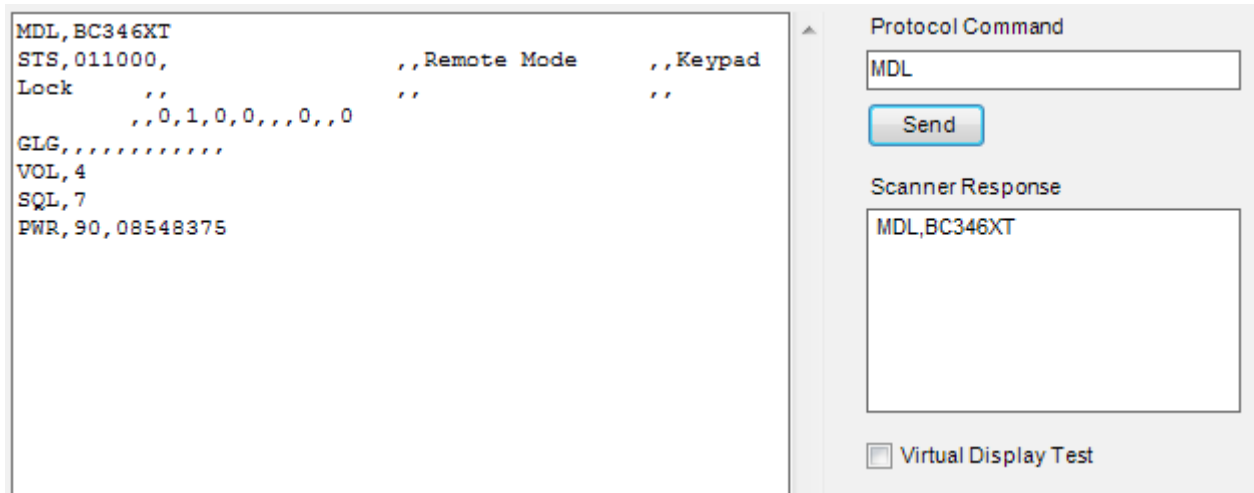 MDL,BC346XT
STS,011000,                ,,Remote Mode     ,,Keypad
Lock     ,,                ,,                ,,
        ,,0,1,0,0,,,0,,0
GLG,,,,,,,,,,,,
VOL,4
SQL,7
PWR,90,08548375
Protocol Command
MDL
Send
Scanner Response
MDL,BC346XT
Virtual Display Test